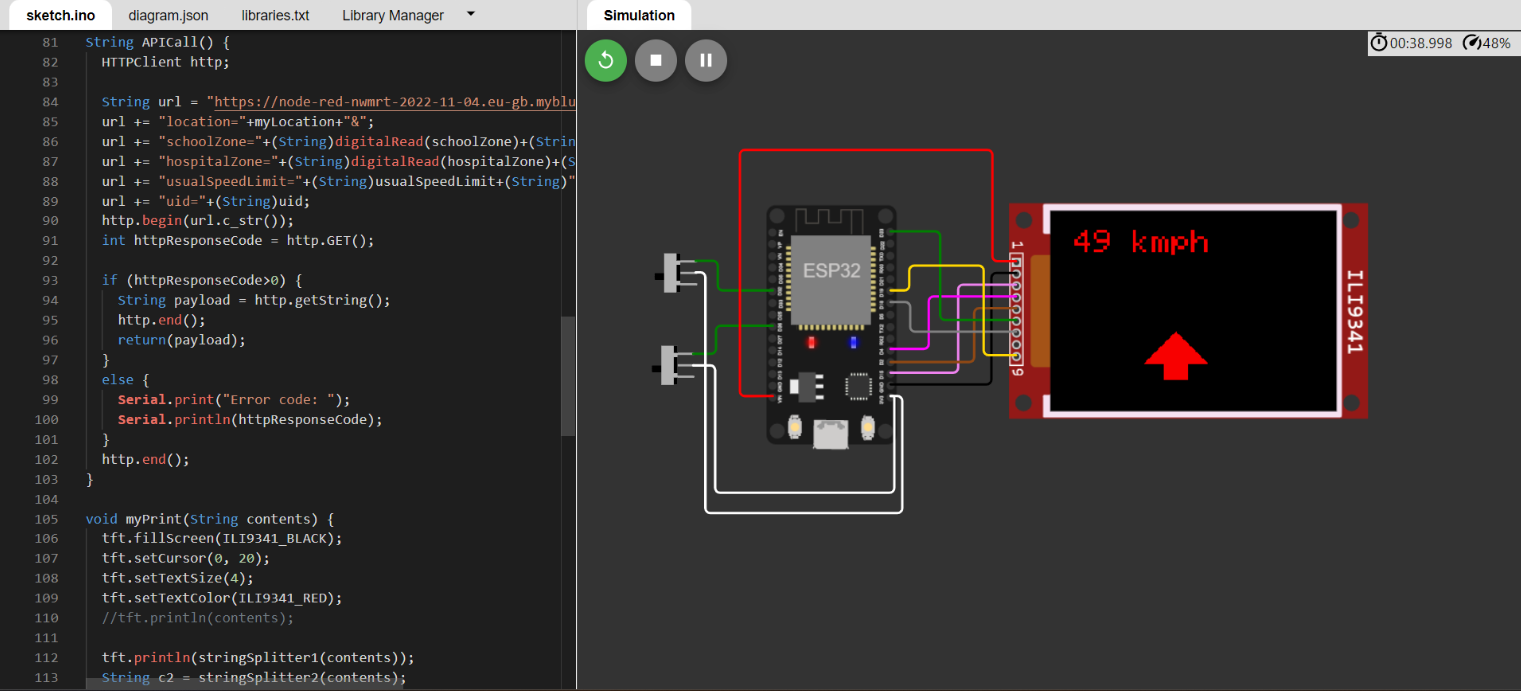 sketch.ino diagram.json libraries.txt Library Manager
Simulation
81 String APICall() {
82 HTTPClient http;
83
84 String url = "https://node-red-nwmrt-2022-11-04.eu-gb.myblu
85 url += "location="+myLocation+"&";
86 url += "schoolZone="+(String)digitalRead(schoolZone)+(Strin
87 url += "hospitalZone="+(String)digitalRead(hospitalZone)+(S
88 url += "usualSpeedLimit="+(String)usualSpeedLimit+(String)"
89 url += "uid="+(String)uid;
90 http.begin(url.c_str());
91 int httpResponseCode = http.GET();
92
93 if (httpResponseCode>0) {
94 String payload = http.getString();
95 http.end();
96 return(payload);
97 }
98 else {
99 Serial.print("Error code: ");
100 Serial.println(httpResponseCode);
101 }
102 http.end();
103 }
104
105 void myPrint(String contents) {
106 tft.fillScreen(ILI9341_BLACK);
107 tft.setCursor(0, 20);
108 tft.setTextSize(4);
109 tft.setTextColor(ILI9341_RED);
110 //tft.println(contents);
111
112 tft.println(stringSplitter1(contents));
113 String c2 = stringSplitter2(contents);
00:38.998 48%
ESP32
1
9
49 kmph
ILI9341